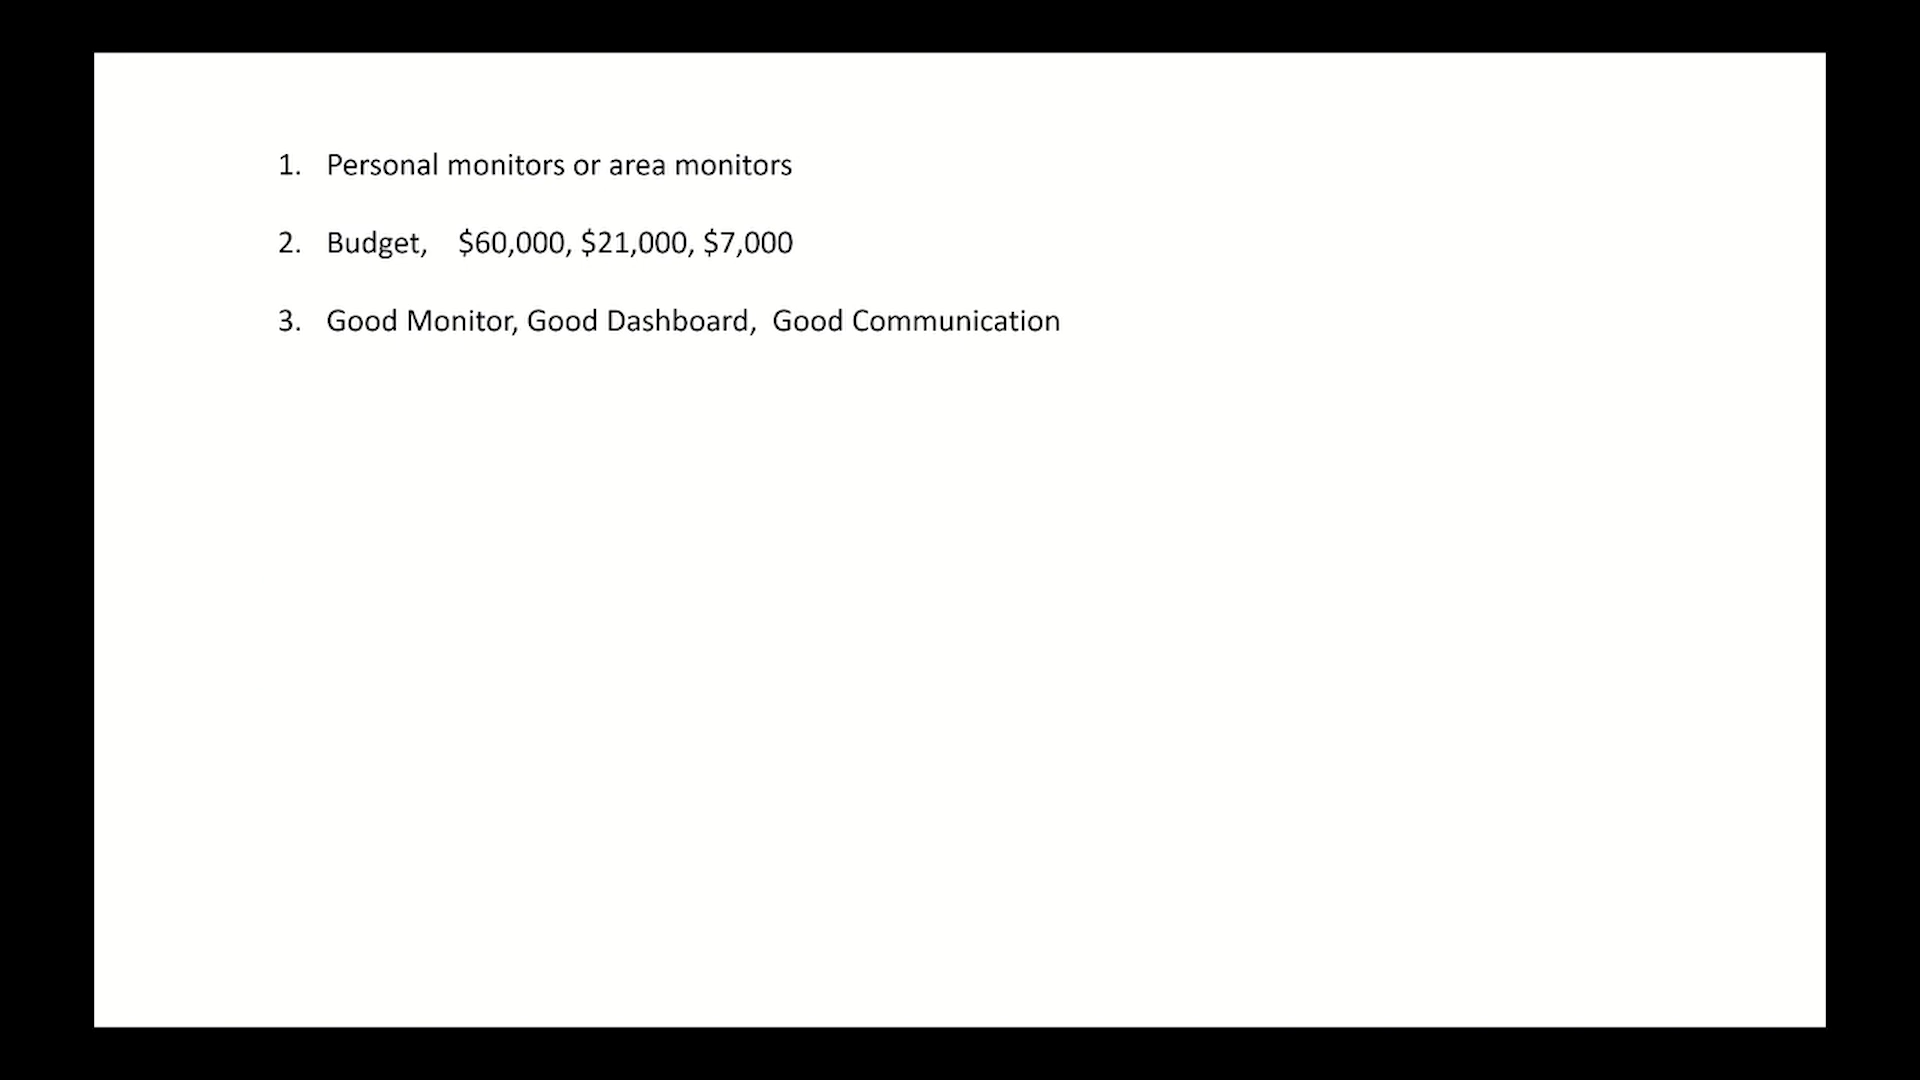 1. Personal monitors or area monitors
2. Budget, $60,000, $21,000, $7,000
3. Good Monitor, Good Dashboard, Good Communication